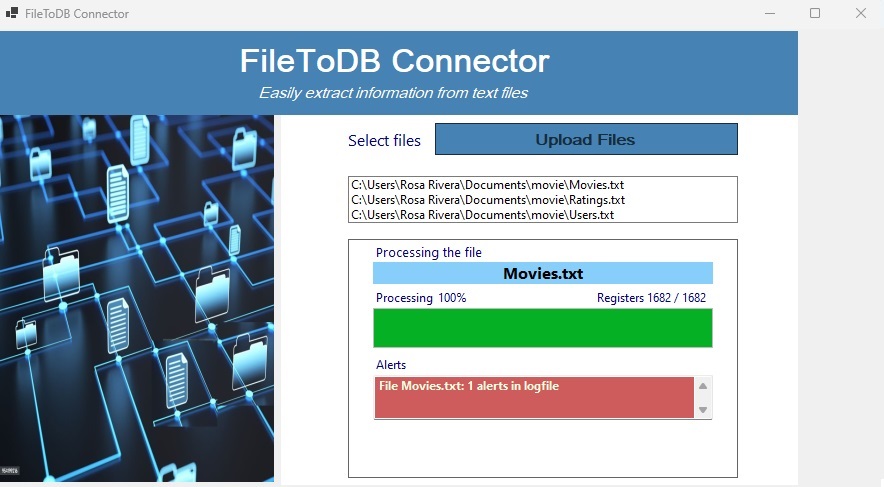 FileToDB Connector
FileToDB Connector
Easily extract information from text files
Select files
Upload Files
C:\Users\Rosa Rivera\Documents\movie\Movies.txt
C:\Users\Rosa Rivera\Documents\movie\Ratings.txt
C:\Users\Rosa Rivera\Documents\movie\Users.txt
Processing the file
Movies.txt
Processing 100%
Registers 1682 / 1682
Alerts
File Movies.txt: 1 alerts in logfile